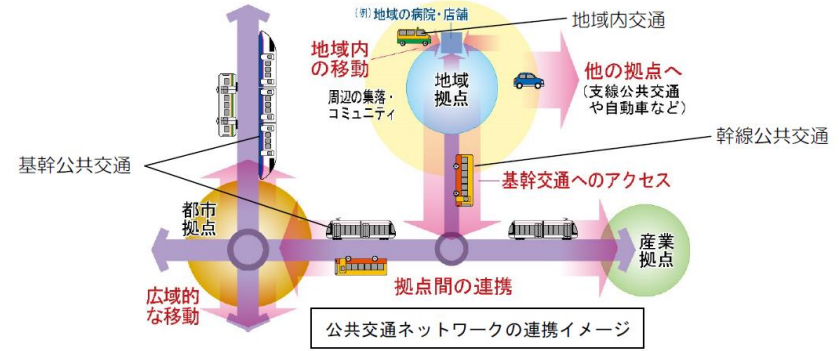 (例)地域の病院・店舗
地域内交通
地域内
の移動
地域
拠点
周辺の集落・
コミュニティ
他の拠点へ
(支線公共交通
や自動車など)
幹線公共交通
基幹公共交通
基幹交通へのアクセス
都市
拠点
産業
拠点
拠点間の連携
広域的
な移動
公共交通ネットワークの連携イメージ